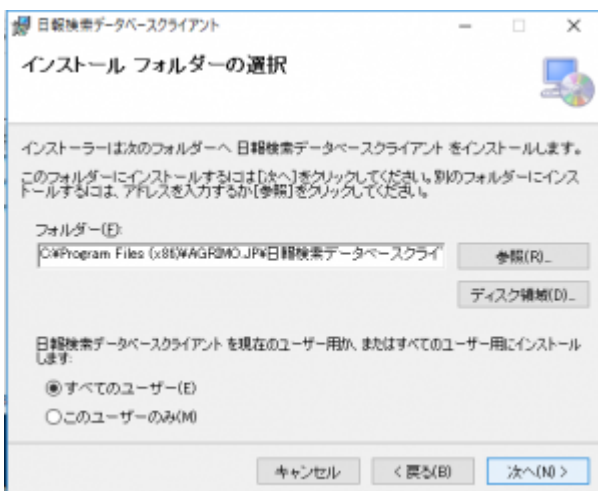 日報検索データベースクライアント
インストール フォルダーの選択
インストーラーは次のフォルダーへ 日報検索データベースクライアント をインストールします。
このフォルダーにインストールするには[次へ]をクリックしてください。別のフォルダーにインス
トールするには、アドレスを入力するか[参照]をクリックしてください。
フォルダー(F):
C:¥Program Files (x86)¥AGRIMO.JP¥日報検索データベースクライ
参照(R)...
ディスク領域(D)...
日報検索データベースクライアント を現在のユーザー用か、またはすべてのユーザー用にインストール
します:
すべてのユーザー(E)
このユーザーのみ(M)
キャンセル
< 戻る(B)
次へ(N) >